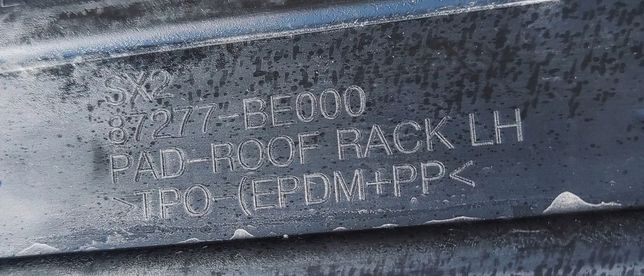 SX2
87277-BE000
PAD-ROOF RACK LH
>TPO-(EPDM+PP<